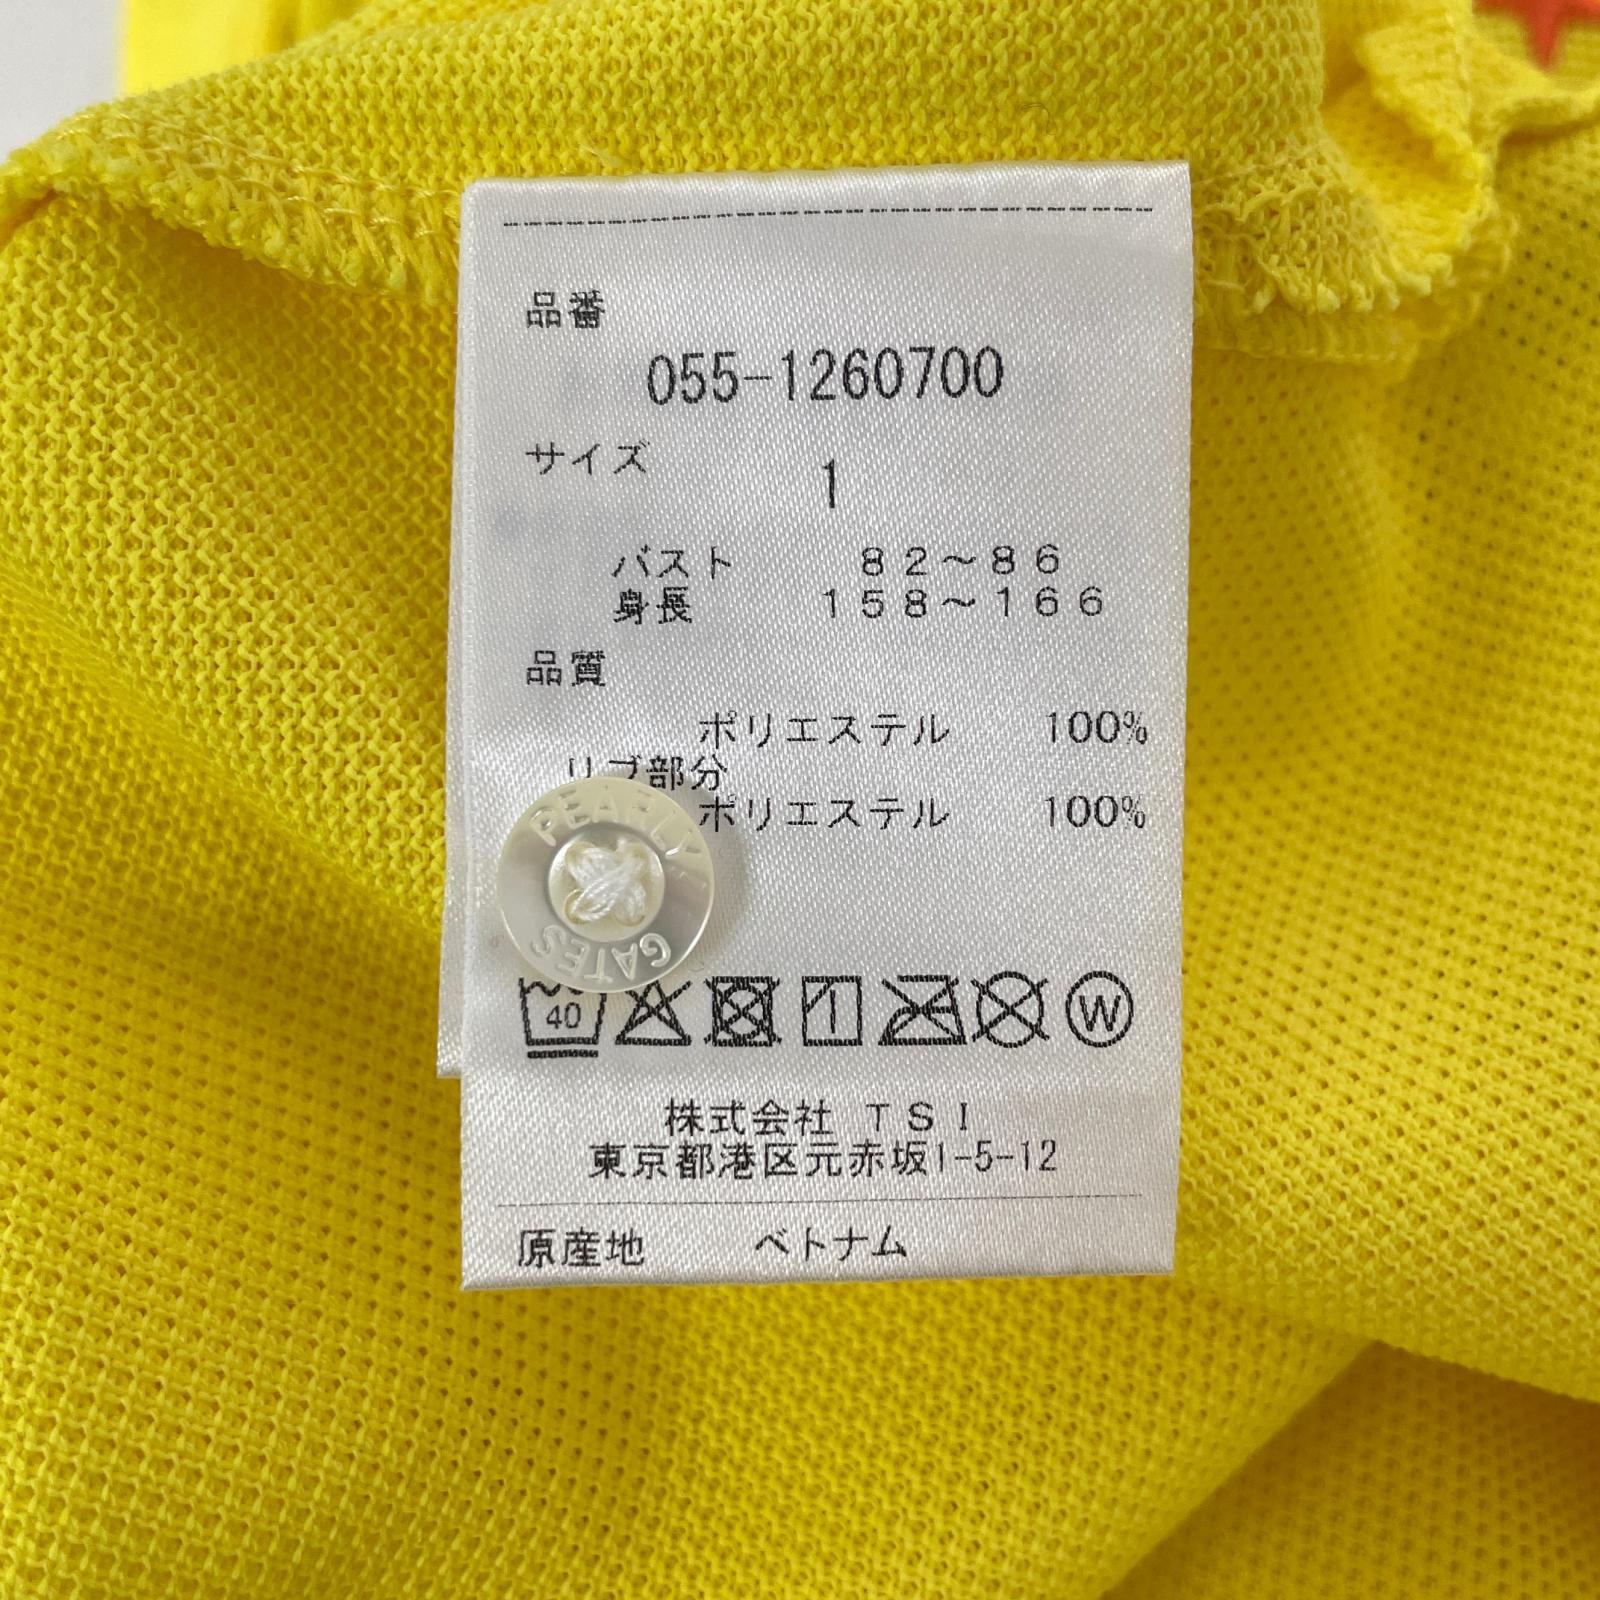 品番
055-1260700
サイズ 1
バスト 82～86
身長 158～166
品質
ポリエステル 100%
リブ部分
ポリエステル 100%
PEARLY
GATES
40
W
株式会社 TSI
東京都港区元赤坂1-5-12
原産地 ベトナム